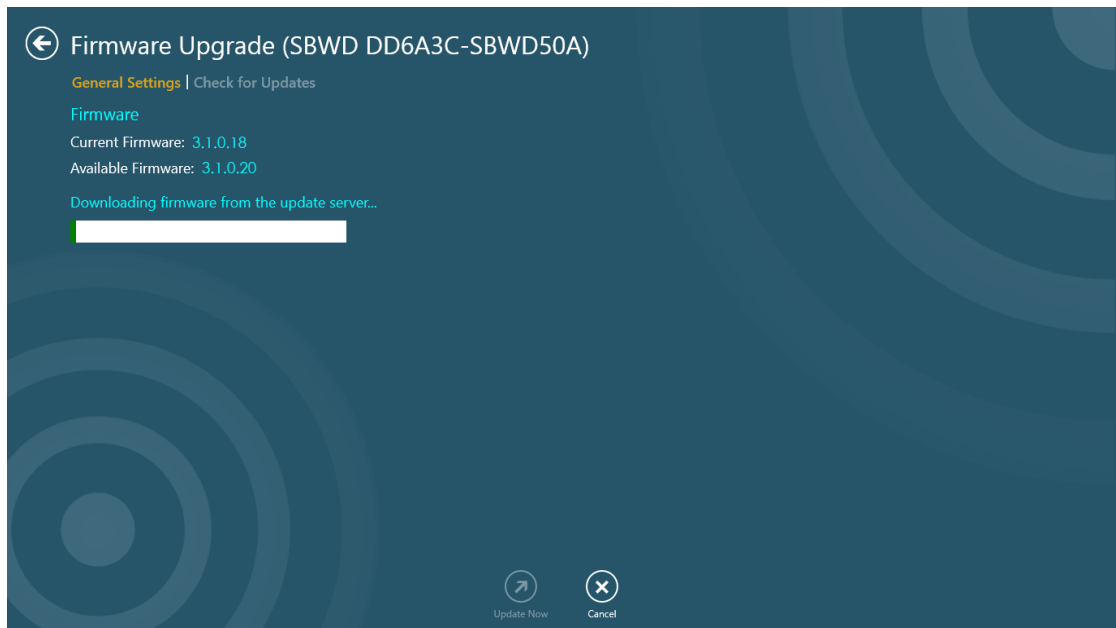 Firmware Upgrade (SBWD DD6A3C-SBWD50A)
General Settings | Check for Updates
Firmware
Current Firmware: 3.1.0.18
Available Firmware: 3.1.0.20
Downloading firmware from the update server...
Update Now Cancel